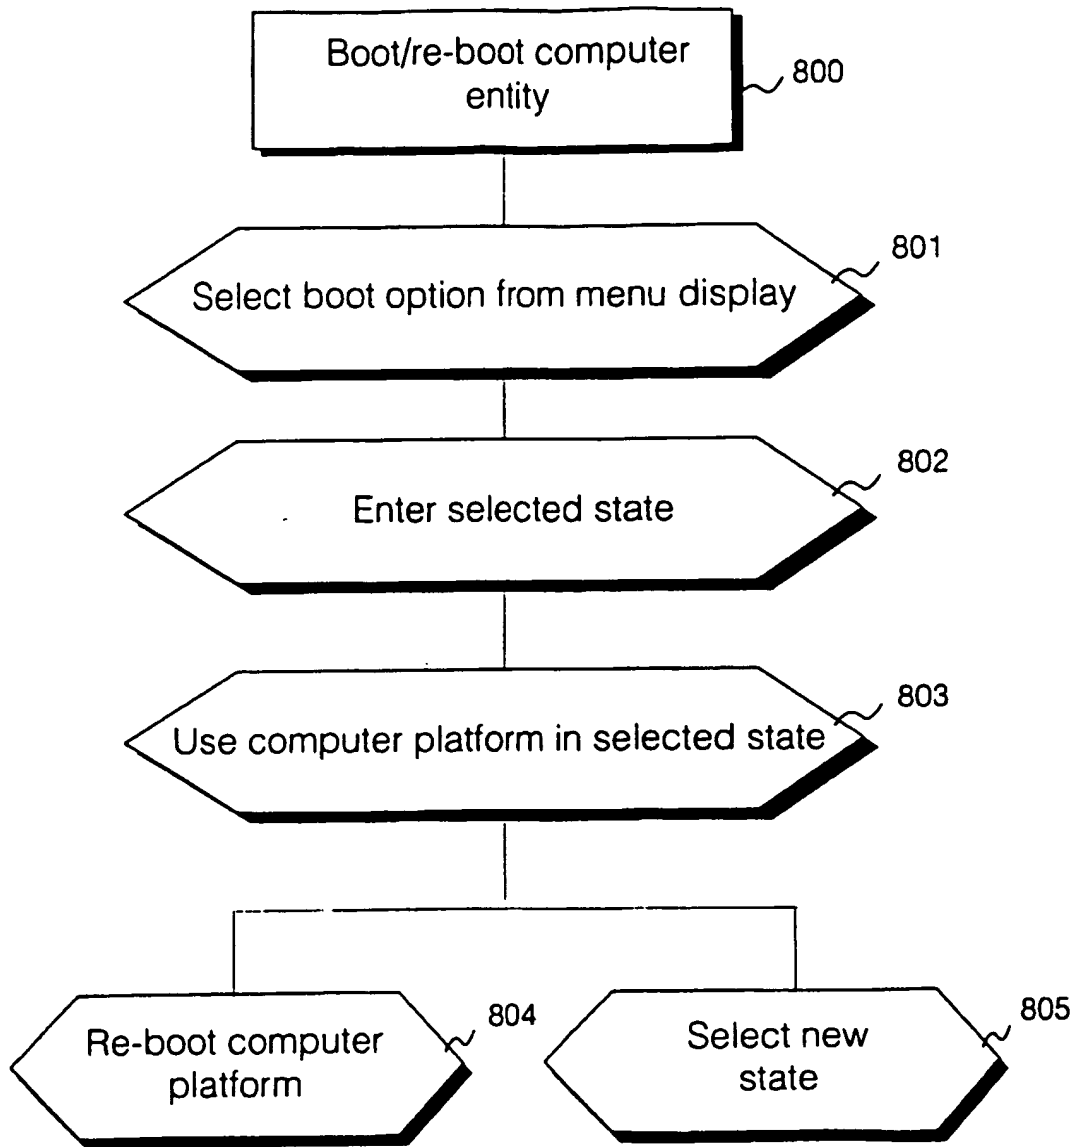 Boot/re-boot computer
entity
800
Select boot option from menu display
801
Enter selected state
802
Use computer platform in selected state
803
Re-boot computer
platform
804
Select new
state
805